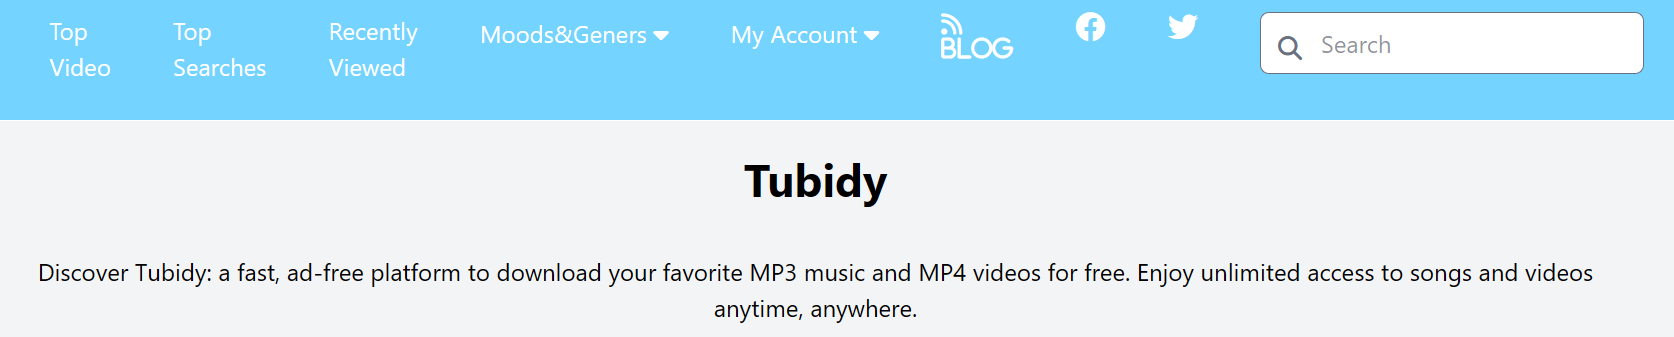 Top Video
Top Searches
Recently Viewed
Moods&Geners
My Account
BLOG
Search
Tubidy
Discover Tubidy: a fast, ad-free platform to download your favorite MP3 music and MP4 videos for free. Enjoy unlimited access to songs and videos
anytime, anywhere.